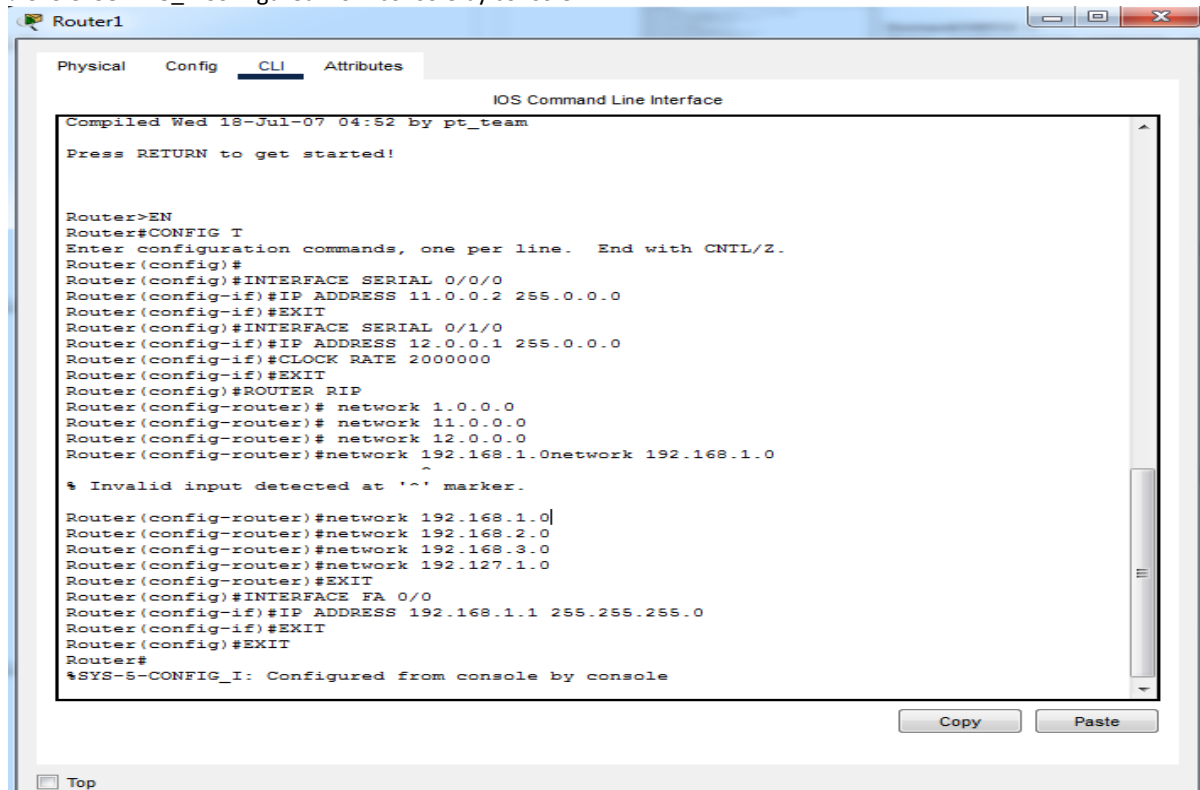 Router1
Physical Config CLI Attributes
IOS Command Line Interface
Compiled Wed 18-Jul-07 04:52 by pt_team
Press RETURN to get started!
Router>EN
Router#CONFIG T
Enter configuration commands, one per line. End with CNTL/Z.
Router(config)#
Router(config)#INTERFACE SERIAL 0/0/0
Router(config-if)#IP ADDRESS 11.0.0.2 255.0.0.0
Router(config-if)#EXIT
Router(config)#INTERFACE SERIAL 0/1/0
Router(config-if)#IP ADDRESS 12.0.0.1 255.0.0.0
Router(config-if)#CLOCK RATE 2000000
Router(config-if)#EXIT
Router(config)#ROUTER RIP
Router(config-router)# network 1.0.0.0
Router(config-router)# network 11.0.0.0
Router(config-router)# network 12.0.0.0
Router(config-router)#network 192.168.1.0network 192.168.1.0
^
% Invalid input detected at '^' marker.
Router(config-router)#network 192.168.1.0
Router(config-router)#network 192.168.2.0
Router(config-router)#network 192.168.3.0
Router(config-router)#network 192.127.1.0
Router(config-router)#EXIT
Router(config)#INTERFACE FA 0/0
Router(config-if)#IP ADDRESS 192.168.1.1 255.255.255.0
Router(config-if)#EXIT
Router(config)#EXIT
Router#
%SYS-5-CONFIG_I: Configured from console by console
Copy Paste
Top